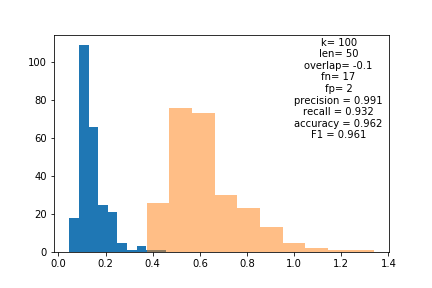 k= 100
len= 50
overlap= -0.1
fn= 17
fp= 2
precision = 0.991
recall = 0.932
accuracy = 0.962
F1 = 0.961
100
80
60
40
20
0
0.0 0.2 0.4 0.6 0.8 1.0 1.2 1.4